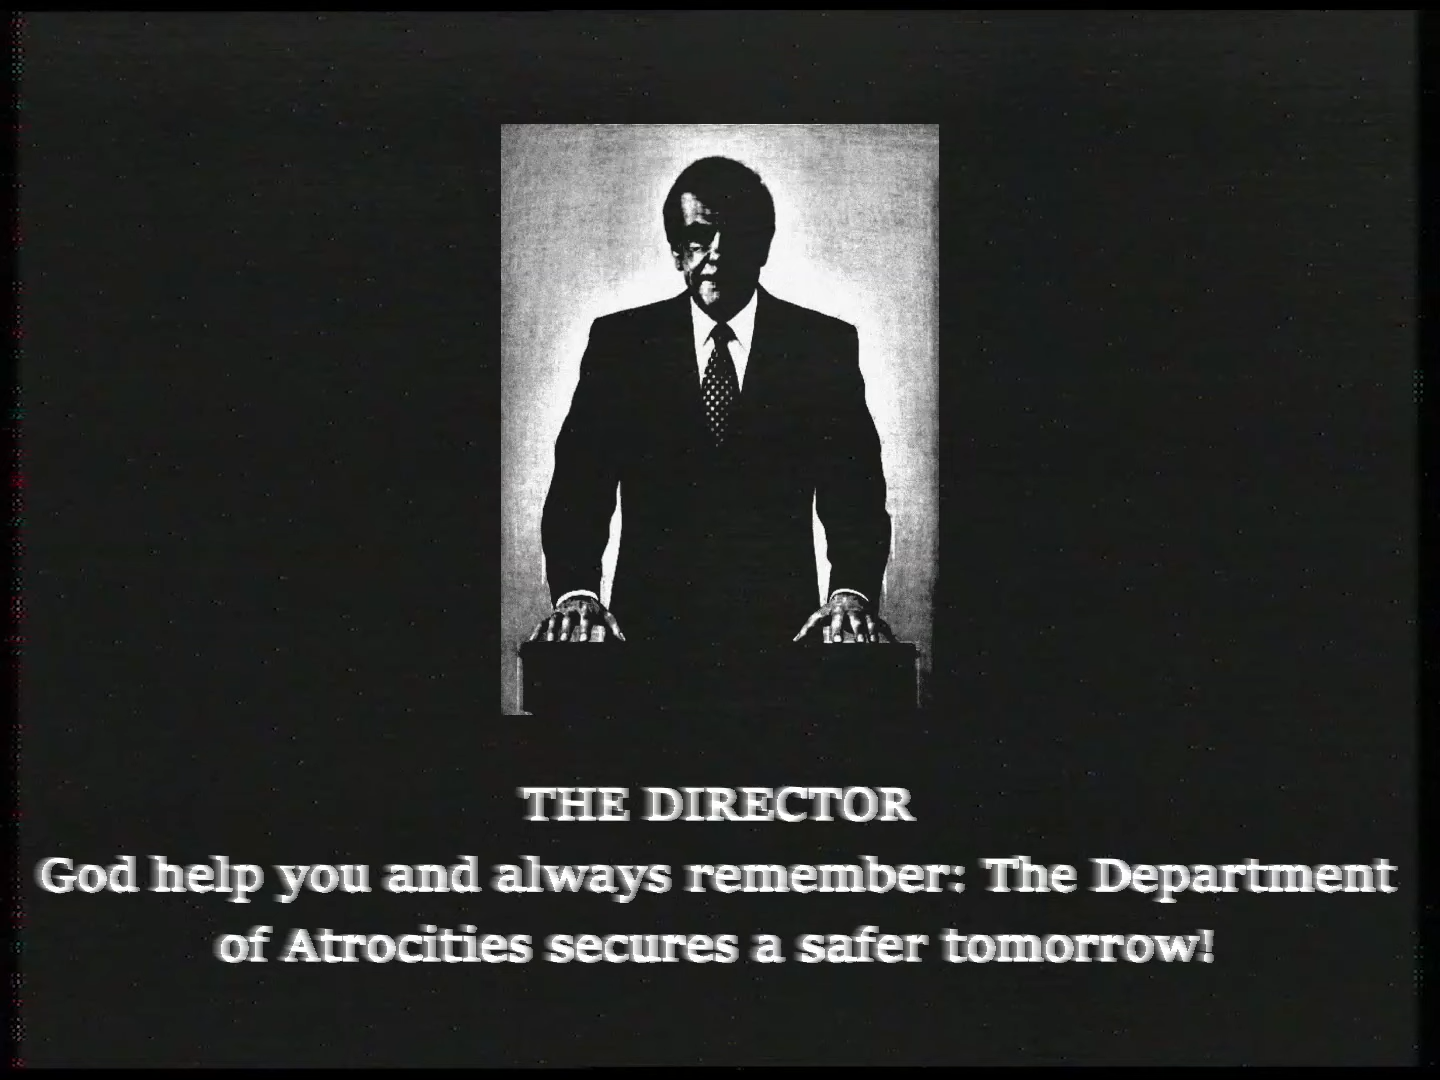 THE DIRECTOR
God help you and always remember: The Department
of Atrocities secures a safer tomorrow!